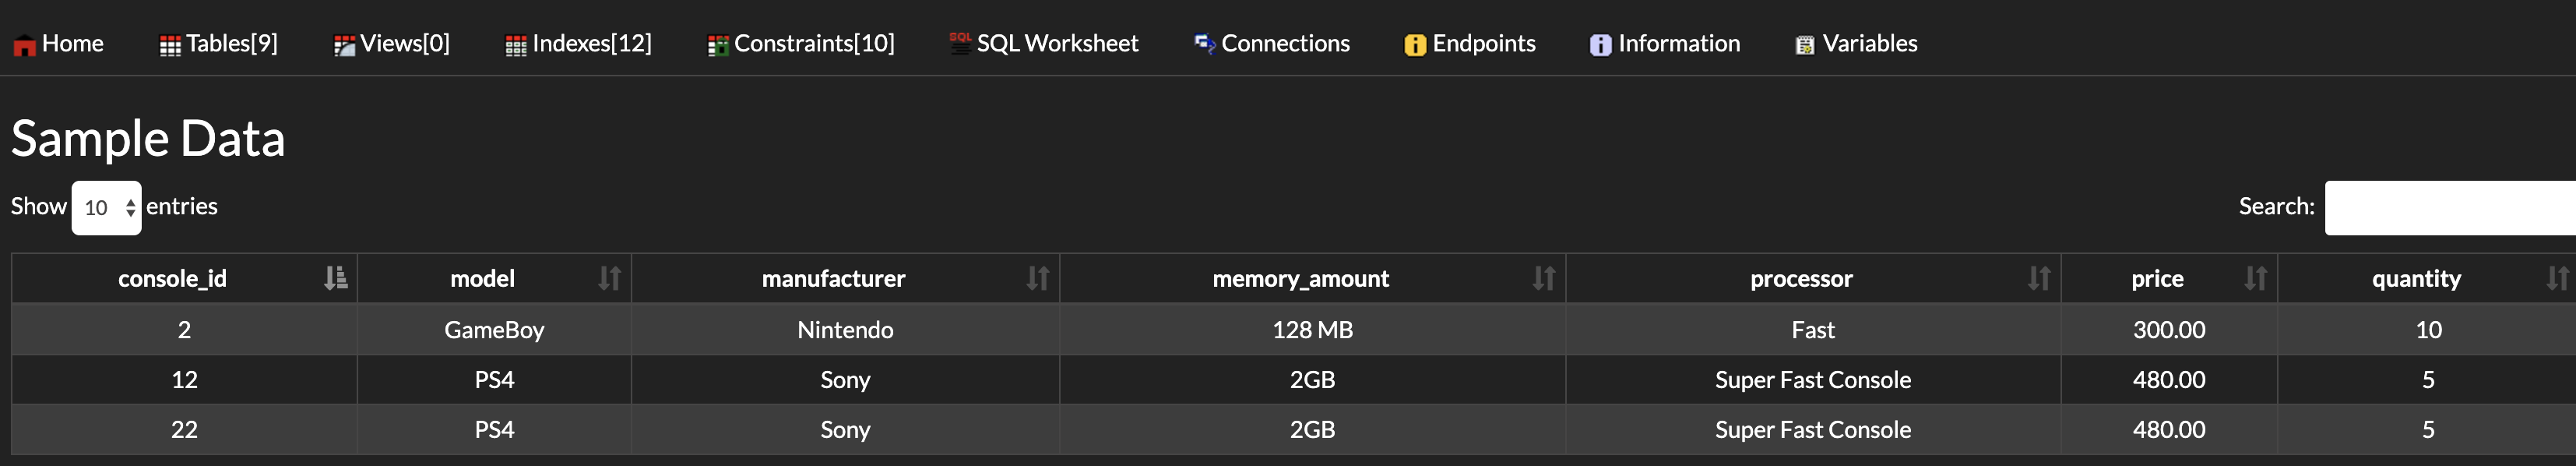 Home Tables[9] Views[0] Indexes[12] Constraints[10] SQL SQL Worksheet Connections Endpoints Information Variables
Sample Data
Show 10 entries Search:
console_id model manufacturer memory_amount processor price quantity
2 GameBoy Nintendo 128 MB Fast 300.00 10
12 PS4 Sony 2GB Super Fast Console 480.00 5
22 PS4 Sony 2GB Super Fast Console 480.00 5